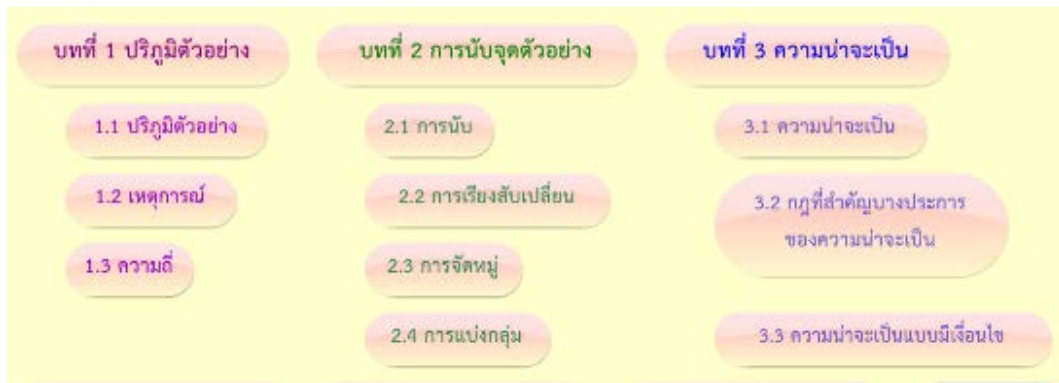 บทที่ 1 ปริภูมิตัวอย่าง
1.1 ปริภูมิตัวอย่าง
1.2 เหตุการณ์
1.3 ความถี่
บทที่ 2 การนับจุดตัวอย่าง
2.1 การนับ
2.2 การเรียงสับเปลี่ยน
2.3 การจัดหมู่
2.4 การแบ่งกลุ่ม
บทที่ 3 ความน่าจะเป็น
3.1 ความน่าจะเป็น
3.2 กฎที่สำคัญบางประการ
ของความน่าจะเป็น
3.3 ความน่าจะเป็นแบบมีเงื่อนไข